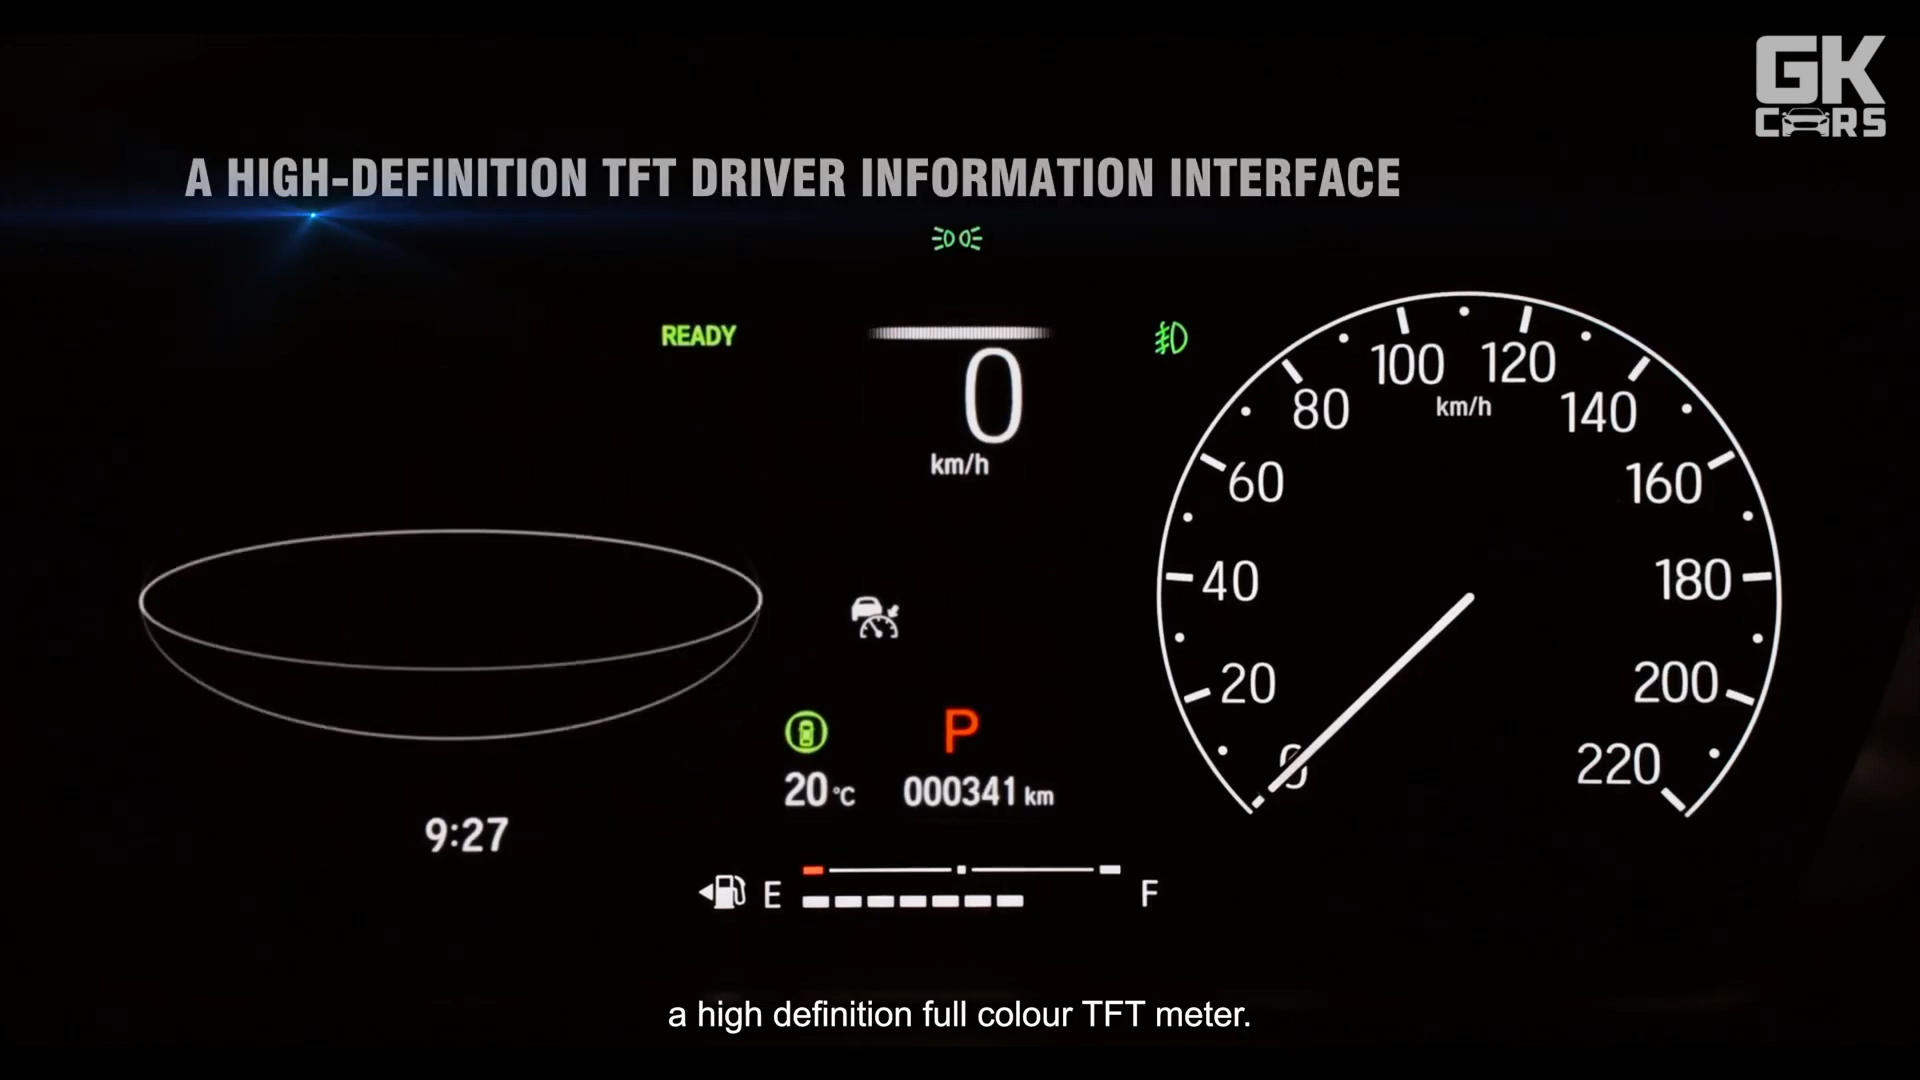 GK
CARS
A HIGH-DEFINITION TFT DRIVER INFORMATION INTERFACE
READY
0
km/h
100 120
80 km/h 140
60 160
40 180
20 200
0 220
P
20 °C 000341 km
9:27
E F
a high definition full colour TFT meter.